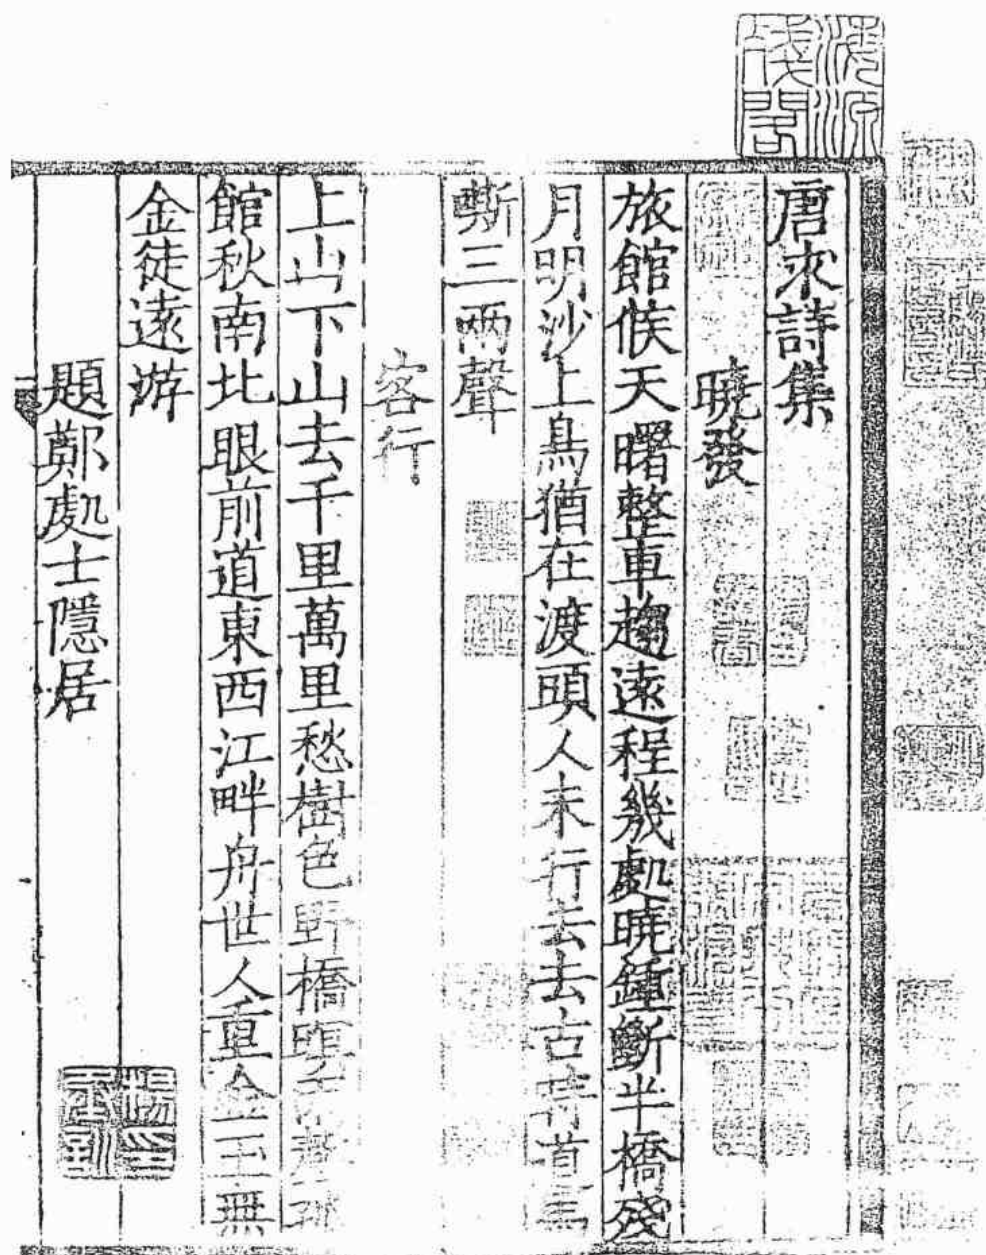 唐求詩集
曉發
旅館候天曙整車趨遠程幾處曉鍾斷半橋殘
月明沙上鳥猶在渡頭人未行去去古時道馬
嘶三兩聲
客行
上山下山去千里萬里愁樹色野橋暝
館秋南北眼前道東西江畔舟世人重金玉無
金徒遠遊
題鄭處士隱居